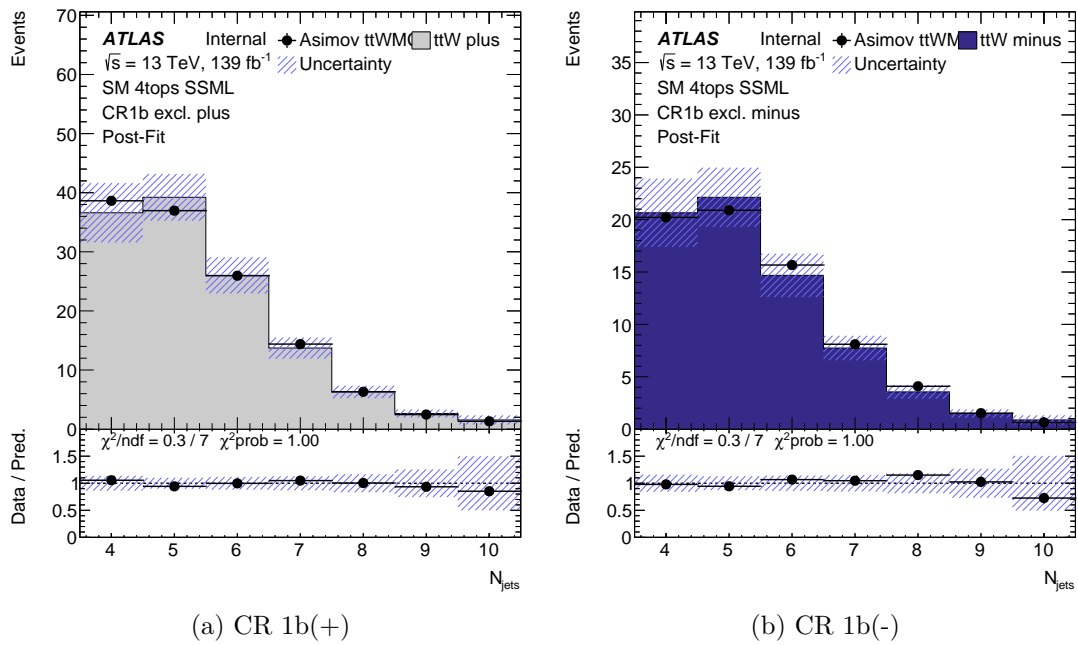 Events
70
60
50
40
30
20
10
0
ATLAS Internal
√s = 13 TeV, 139 fb⁻¹
SM 4tops SSML
CR1b excl. plus
Post-Fit
Asimov ttWM ttW plus
Uncertainty
χ²/ndf = 0.3 / 7 χ²prob = 1.00
Data / Pred.
1.5
1
0.5
0
4 5 6 7 8 9 10
N_jets
(a) CR 1b(+)
Events
35
30
25
20
15
10
5
0
ATLAS Internal
√s = 13 TeV, 139 fb⁻¹
SM 4tops SSML
CR1b excl. minus
Post-Fit
Asimov ttWM ttW minus
Uncertainty
χ²/ndf = 0.3 / 7 χ²prob = 1.00
Data / Pred.
1.5
1
0.5
0
4 5 6 7 8 9 10
N_jets
(b) CR 1b(-)